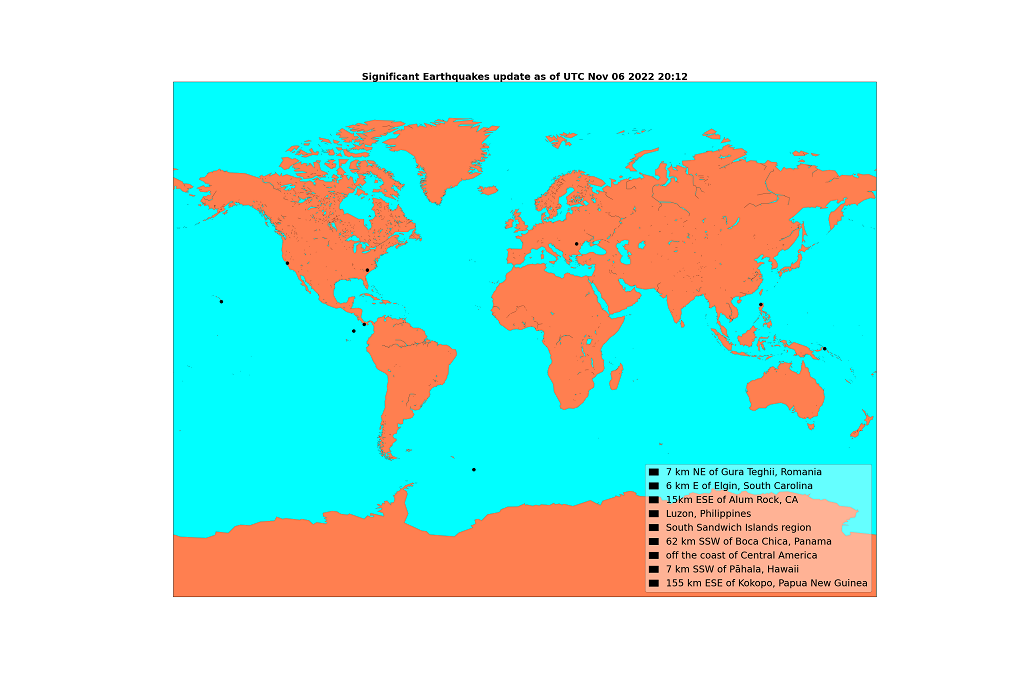 Significant Earthquakes update as of UTC Nov 06 2022 20:12
7 km NE of Gura Teghii, Romania
6 km E of Elgin, South Carolina
15km ESE of Alum Rock, CA
Luzon, Philippines
South Sandwich Islands region
62 km SSW of Boca Chica, Panama
off the coast of Central America
7 km SSW of Pāhala, Hawaii
155 km ESE of Kokopo, Papua New Guinea